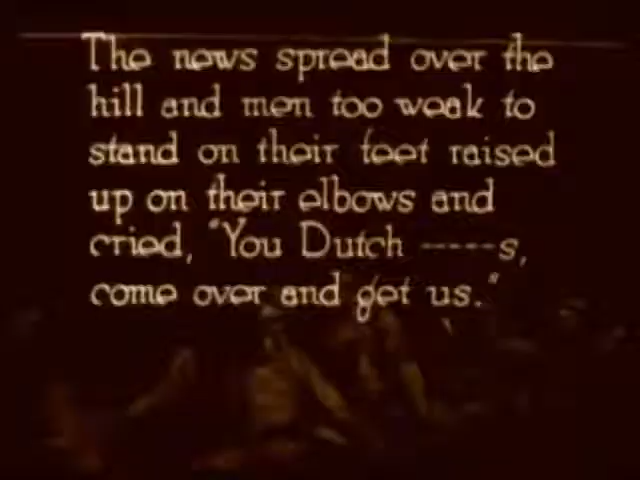 The news spread over the
hill and men too weak to
stand on their feet raised
up on their elbows and
cried, "You Dutch -----s,
come over and get us."